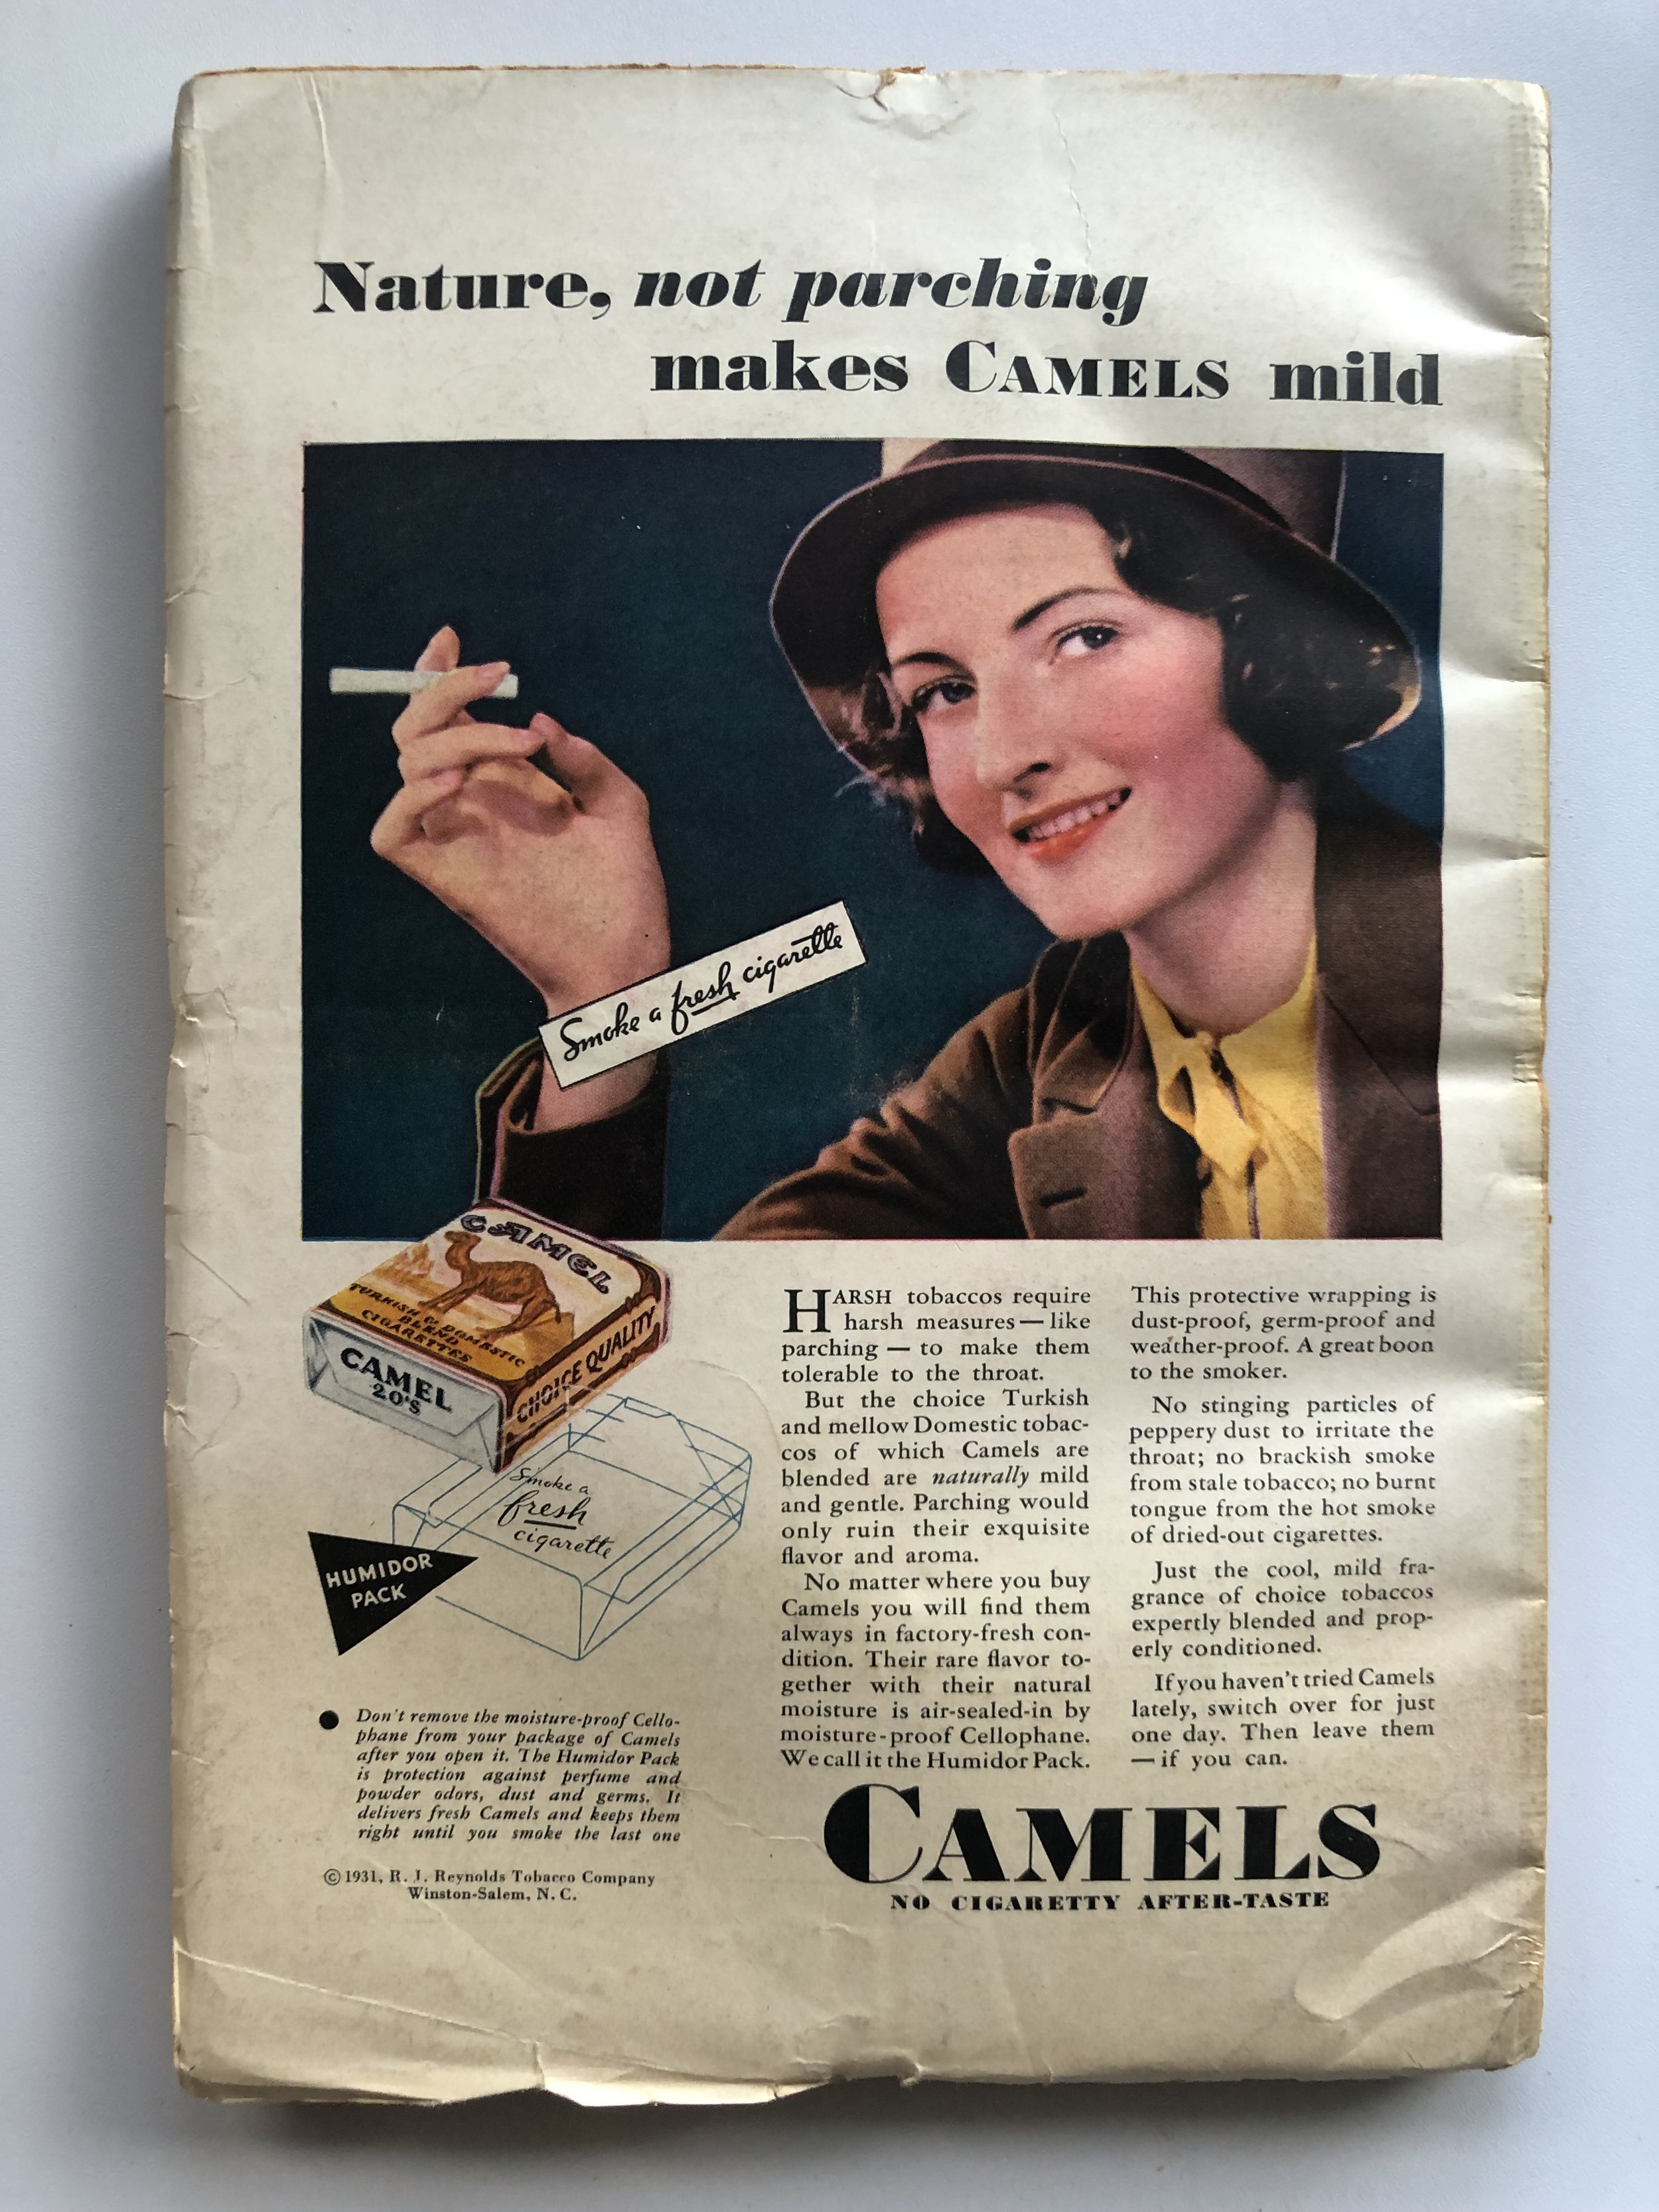 Nature, not parching
makes CAMELS mild
Smoke a fresh cigarette
CAMEL
TURKISH & DOMESTIC
BLEND
CIGARETTES
CHOICE QUALITY
CAMEL
20'S
Smoke a
fresh
cigarette
HUMIDOR
PACK
● Don't remove the moisture-proof Cello-
phane from your package of Camels
after you open it. The Humidor Pack
is protection against perfume and
powder odors, dust and germs. It
delivers fresh Camels and keeps them
right until you smoke the last one
© 1931, R. J. Reynolds Tobacco Company
Winston-Salem, N. C.
HARSH tobaccos require
harsh measures — like
parching — to make them
tolerable to the throat.
But the choice Turkish
and mellow Domestic tobac-
cos of which Camels are
blended are naturally mild
and gentle. Parching would
only ruin their exquisite
flavor and aroma.
No matter where you buy
Camels you will find them
always in factory-fresh con-
dition. Their rare flavor to-
gether with their natural
moisture is air-sealed-in by
moisture-proof Cellophane.
We call it the Humidor Pack.
This protective wrapping is
dust-proof, germ-proof and
weather-proof. A great boon
to the smoker.
No stinging particles of
peppery dust to irritate the
throat; no brackish smoke
from stale tobacco; no burnt
tongue from the hot smoke
of dried-out cigarettes.
Just the cool, mild fra-
grance of choice tobaccos
expertly blended and prop-
erly conditioned.
If you haven't tried Camels
lately, switch over for just
one day. Then leave them
— if you can.
CAMELS
NO CIGARETTY AFTER-TASTE